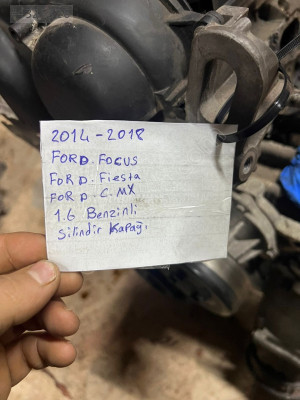 2014-2018
FORD.FOCUS
FORD.Fiesta
FORD.C.MX
1.6 Benzinli
Silindir Kapağı